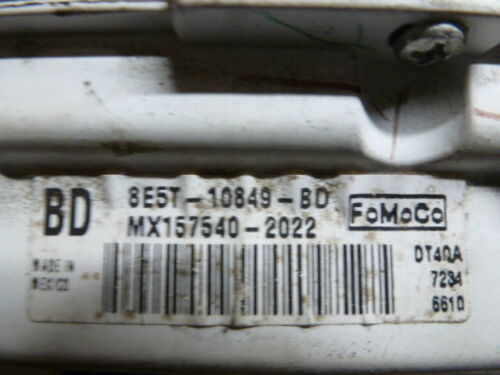 BD
8E5T-10849-BD
MX157540-2022
FoMoCo
MADE IN
MEXICO
DT4QA
7234
6610